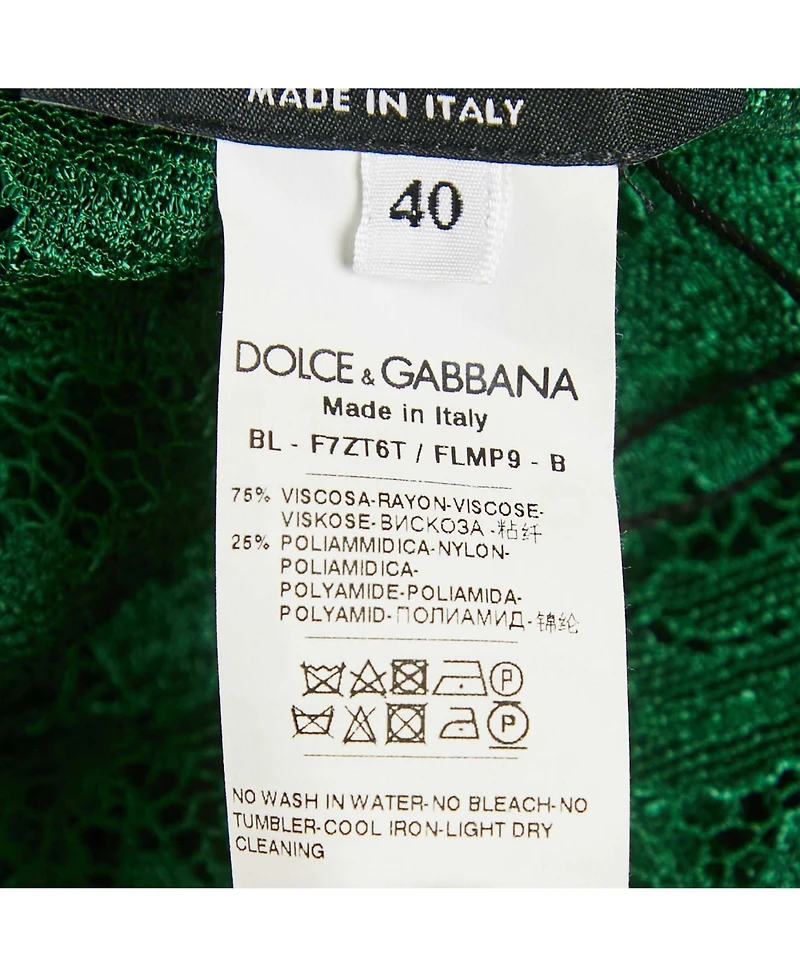 MADE IN ITALY
40
DOLCE & GABBANA
Made in Italy
BL - F7ZT6T / FLMP9 - B
75% VISCOSA-RAYON-VISCOSE-
VISKOSE-ВИСКОЗА -粘纤
25% POLIAMMIDICA-NYLON-
POLIAMIDICA-
POLYAMIDE-POLIAMIDA-
POLYAMID-ПОЛИАМИД-锦纶
P
P
NO WASH IN WATER-NO BLEACH-NO
TUMBLER-COOL IRON-LIGHT DRY
CLEANING